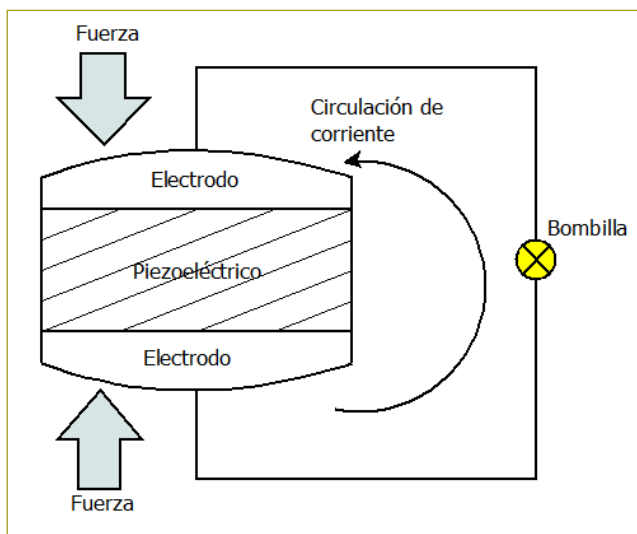 Fuerza
Circulación de
corriente
Electrodo
Bombilla
Piezoeléctrico
Electrodo
Fuerza